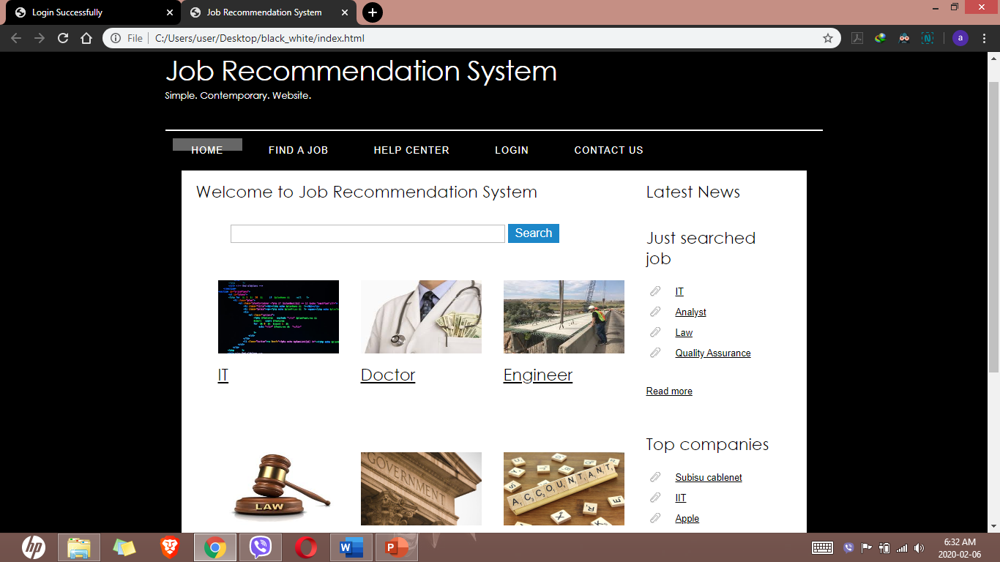 Login Successfully
Job Recommendation System
File
C:/Users/user/Desktop/black_white/index.html
a
Job Recommendation System
Simple. Contemporary. Website.
HOME
FIND A JOB
HELP CENTER
LOGIN
CONTACT US
Welcome to Job Recommendation System
Search
IT
Doctor
Engineer
LAW
GOVERNMENT
ACCOUNTANT
Latest News
Just searched
job
IT
Analyst
Law
Quality Assurance
Read more
Top companies
Subisu cablenet
IIT
Apple
hp
W
P
6:32 AM
2020-02-06